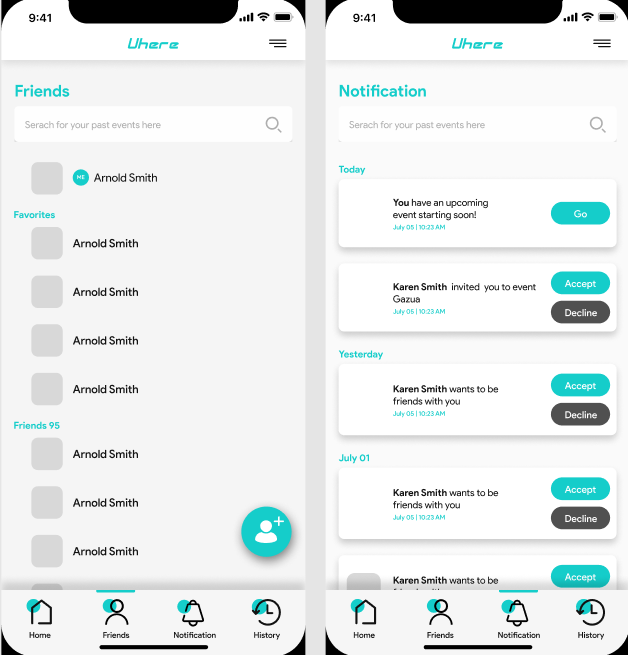 9:41
Uhere
Friends
Serach for your past events here
ME Arnold Smith
Favorites
Arnold Smith
Arnold Smith
Arnold Smith
Arnold Smith
Friends 95
Arnold Smith
Arnold Smith
Arnold Smith
Home
Friends
Notification
History
9:41
Uhere
Notification
Serach for your past events here
Today
You have an upcoming
event starting soon!
July 05 | 10:23 AM
Go
Karen Smith invited you to event
Gazua
July 05 | 10:23 AM
Accept
Decline
Yesterday
Karen Smith wants to be
friends with you
July 05 | 10:23 AM
Accept
Decline
July 01
Karen Smith wants to be
friends with you
July 05 | 10:23 AM
Accept
Decline
Karen Smith wants to be
Accept
Home
Friends
Notification
History